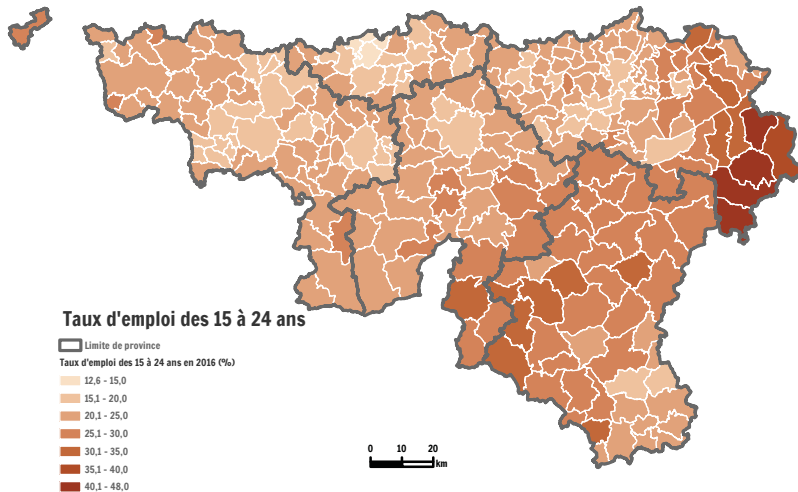 Taux d'emploi des 15 à 24 ans
Limite de province
Taux d'emploi des 15 à 24 ans en 2016 (%)
12,6 - 15,0
15,1 - 20,0
20,1 - 25,0
25,1 - 30,0
30,1 - 35,0
35,1 - 40,0
40,1 - 48,0
0 10 20
km